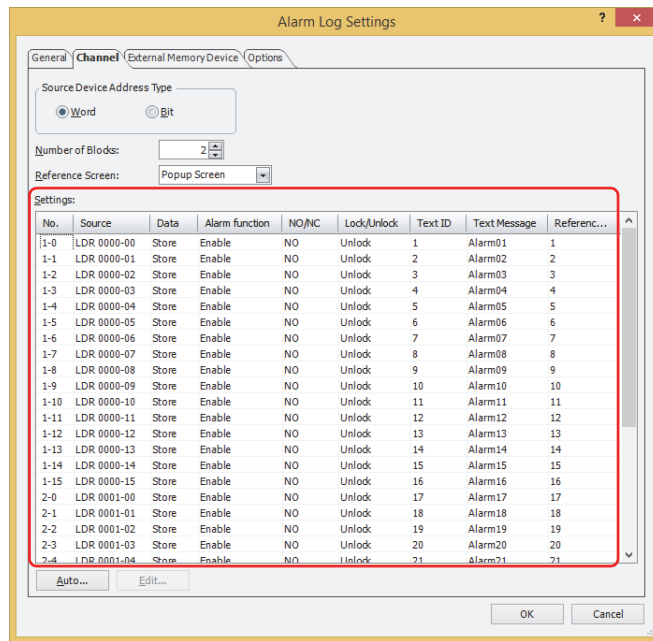 Alarm Log Settings
? ×
General Channel External Memory Device Options
Source Device Address Type
Word Bit
Number of Blocks: 2
Reference Screen: Popup Screen
Settings:
No. Source Data Alarm function NO/NC Lock/Unlock Text ID Text Message Referenc...
1-0 LDR 0000-00 Store Enable NO Unlock 1 Alarm01 1
1-1 LDR 0000-01 Store Enable NO Unlock 2 Alarm02 2
1-2 LDR 0000-02 Store Enable NO Unlock 3 Alarm03 3
1-3 LDR 0000-03 Store Enable NO Unlock 4 Alarm04 4
1-4 LDR 0000-04 Store Enable NO Unlock 5 Alarm05 5
1-5 LDR 0000-05 Store Enable NO Unlock 6 Alarm06 6
1-6 LDR 0000-06 Store Enable NO Unlock 7 Alarm07 7
1-7 LDR 0000-07 Store Enable NO Unlock 8 Alarm08 8
1-8 LDR 0000-08 Store Enable NO Unlock 9 Alarm09 9
1-9 LDR 0000-09 Store Enable NO Unlock 10 Alarm10 10
1-10 LDR 0000-10 Store Enable NO Unlock 11 Alarm11 11
1-11 LDR 0000-11 Store Enable NO Unlock 12 Alarm12 12
1-12 LDR 0000-12 Store Enable NO Unlock 13 Alarm13 13
1-13 LDR 0000-13 Store Enable NO Unlock 14 Alarm14 14
1-14 LDR 0000-14 Store Enable NO Unlock 15 Alarm15 15
1-15 LDR 0000-15 Store Enable NO Unlock 16 Alarm16 16
2-0 LDR 0001-00 Store Enable NO Unlock 17 Alarm17 17
2-1 LDR 0001-01 Store Enable NO Unlock 18 Alarm18 18
2-2 LDR 0001-02 Store Enable NO Unlock 19 Alarm19 19
2-3 LDR 0001-03 Store Enable NO Unlock 20 Alarm20 20
2-4 LDR 0001-04 Store Enable NO Unlock 21 Alarm21 21
Auto... Edit...
OK Cancel